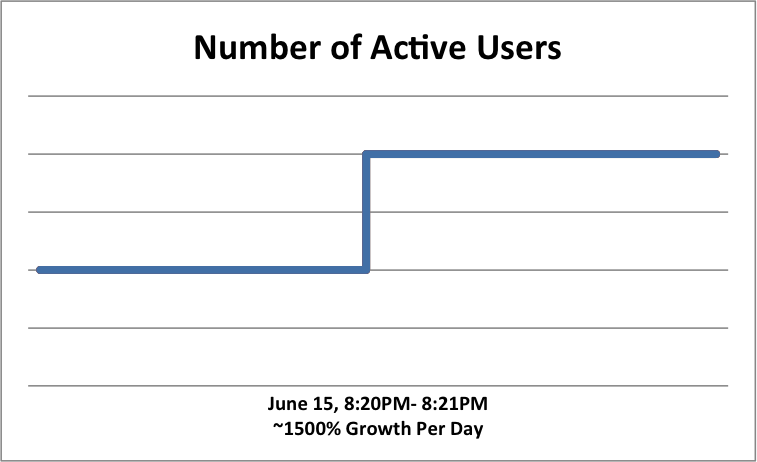 Number of Active Users
June 15, 8:20PM- 8:21PM
~1500% Growth Per Day